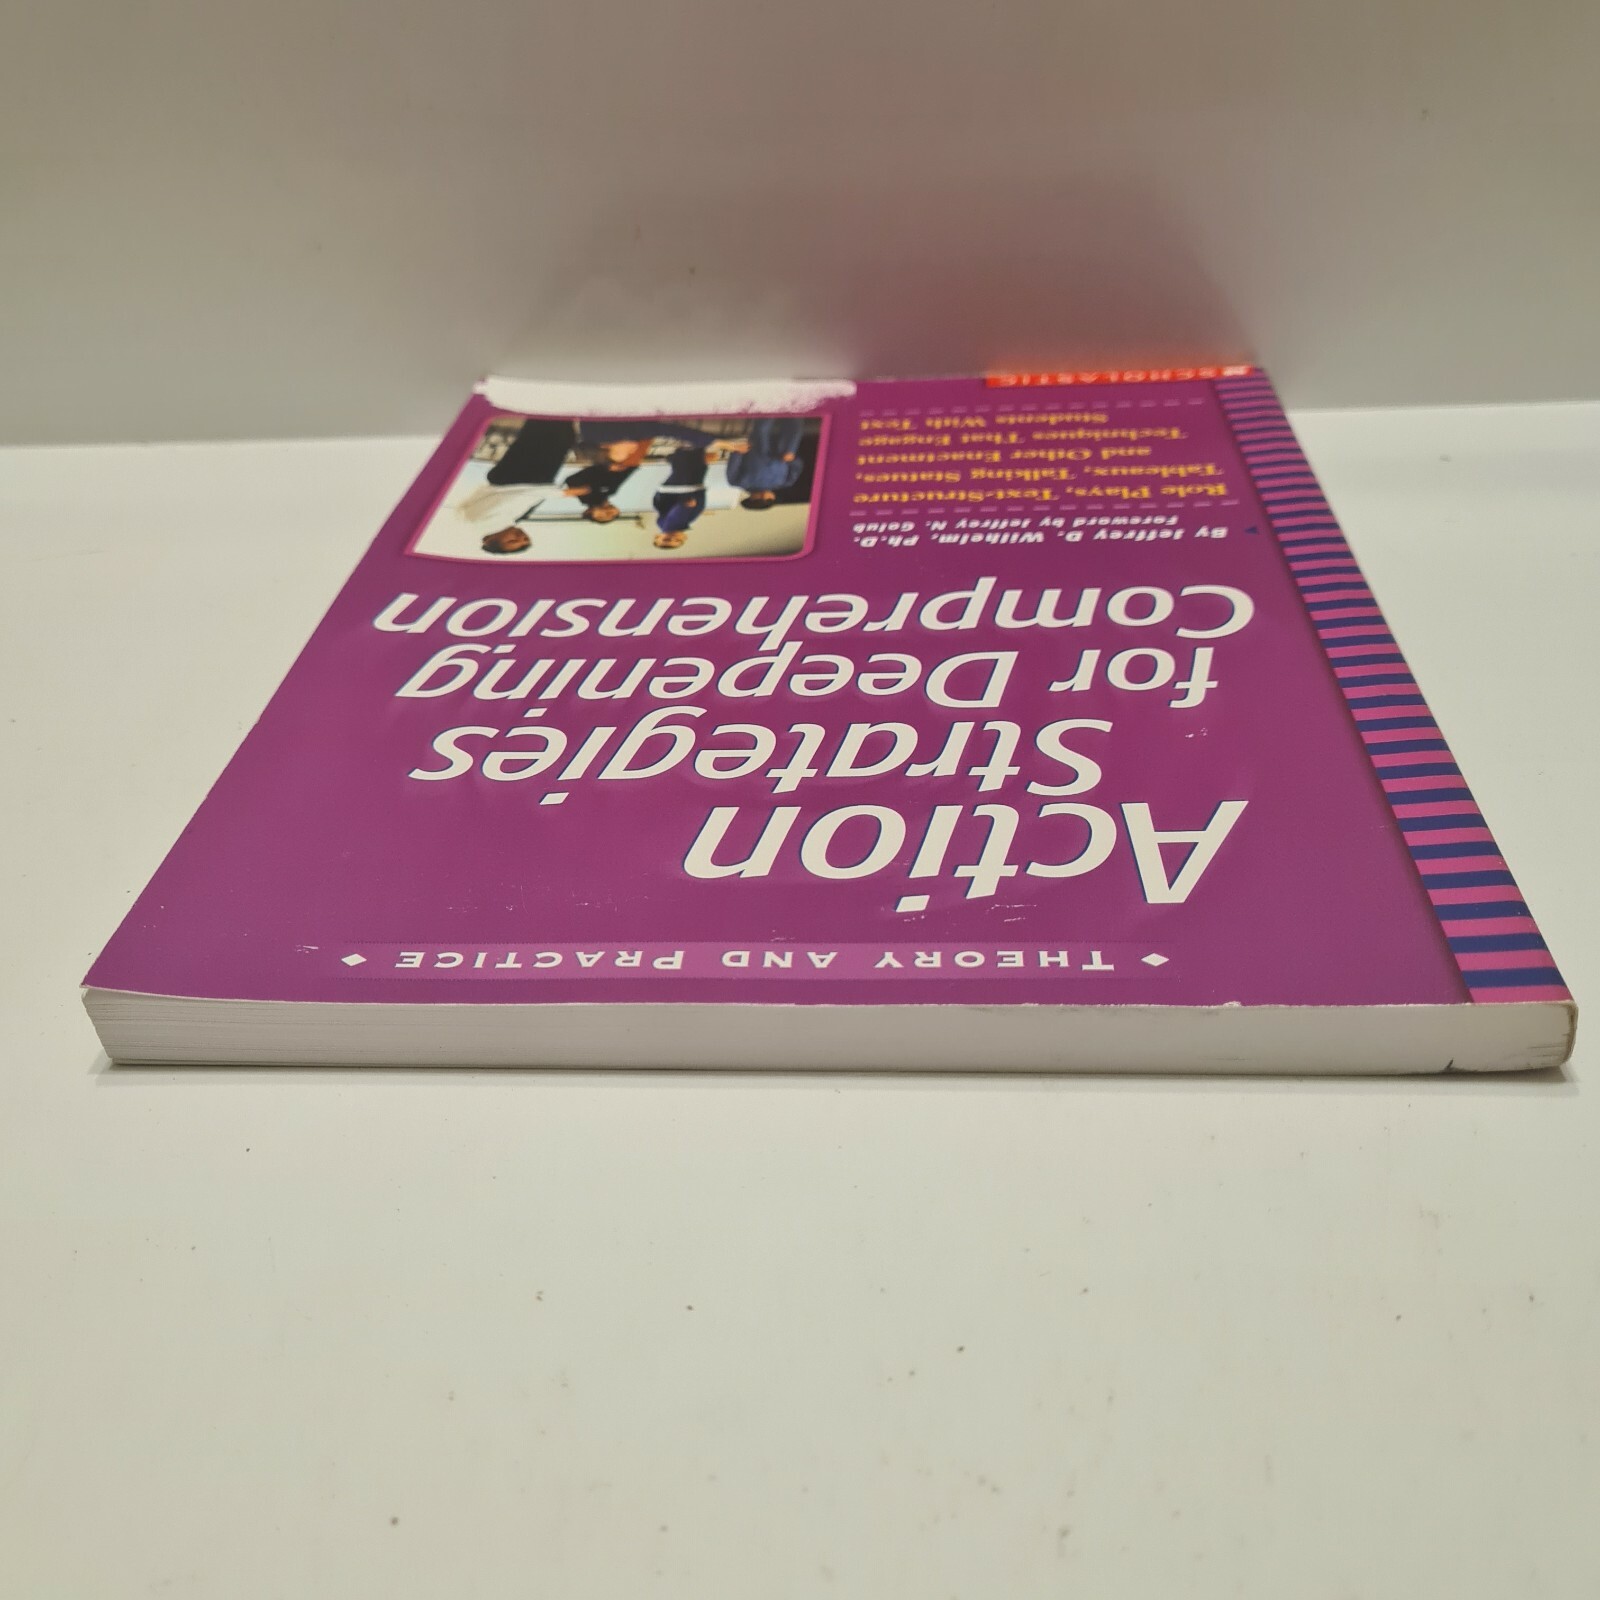 THEORY AND PRACTICE
Action
Strategies
for Deepening
Comprehension
By Jeffrey D. Wilhelm, Ph.D.
Foreword by Jeffrey N. Golub
Role Plays, Text-Structure
Tableaux, Talking Statues,
and Other Enactment
Techniques That Engage
Students With Text
SCHOLASTIC